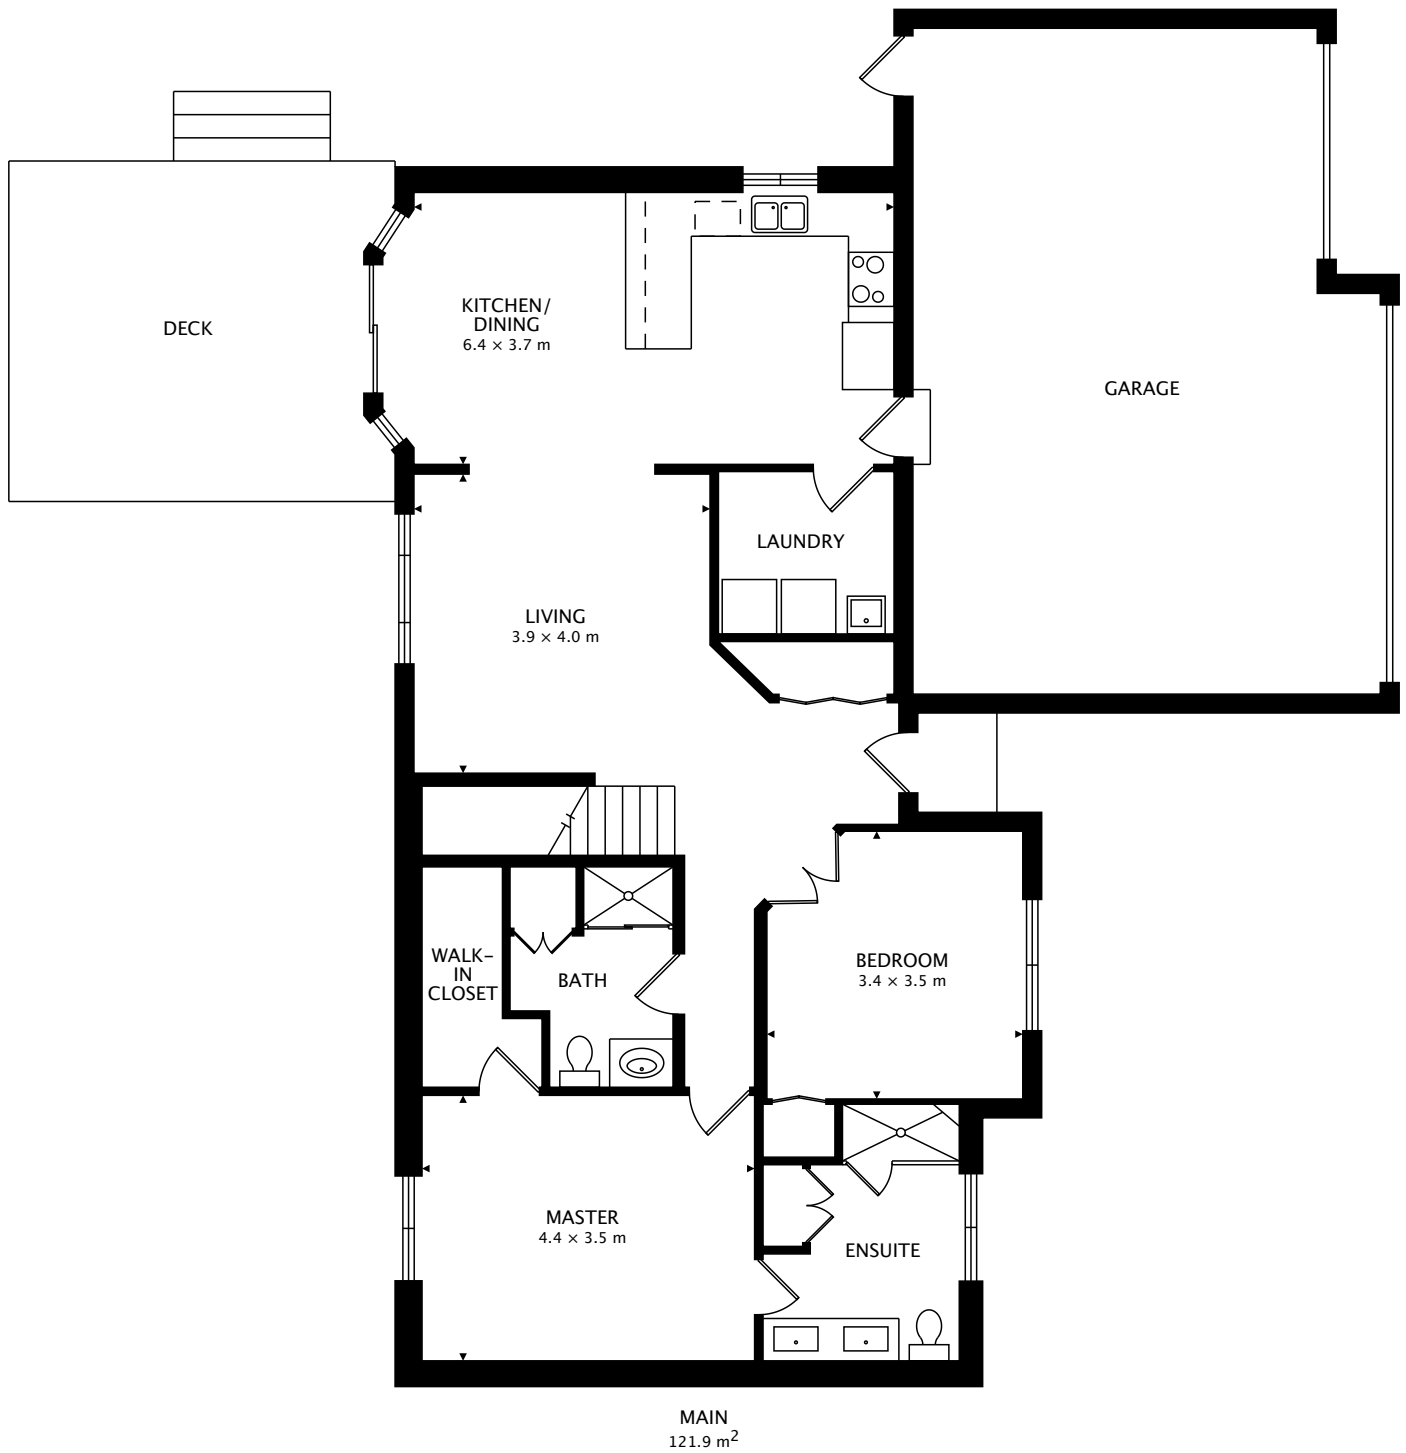 DECK
KITCHEN/
DINING
6.4 × 3.7 m
GARAGE
LAUNDRY
LIVING
3.9 × 4.0 m
WALK-
IN
CLOSET
BATH
BEDROOM
3.4 × 3.5 m
MASTER
4.4 × 3.5 m
ENSUITE
MAIN
121.9 m²